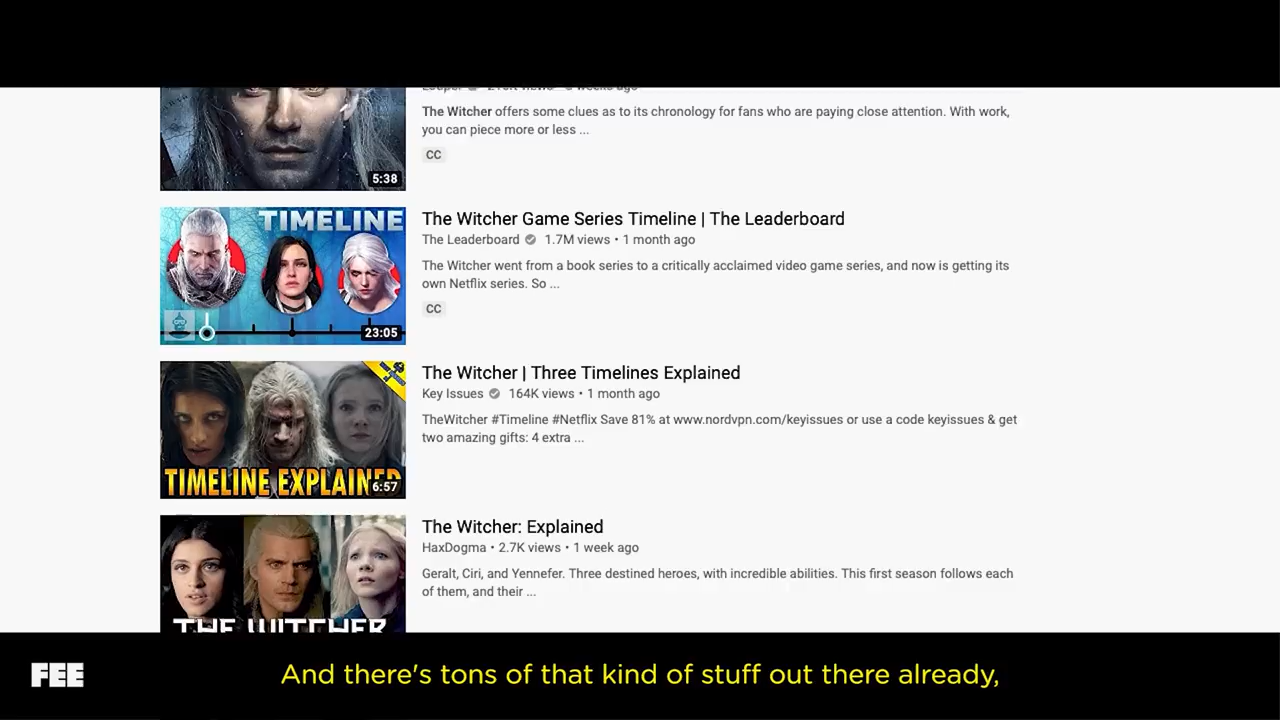 The Witcher offers some clues as to its chronology for fans who are paying close attention. With work,
you can piece more or less ...
CC
5:38
TIMELINE
The Witcher Game Series Timeline | The Leaderboard
The Leaderboard 1.7M views • 1 month ago
The Witcher went from a book series to a critically acclaimed video game series, and now is getting its
own Netflix series. So ...
CC
23:05
The Witcher | Three Timelines Explained
Key Issues 164K views • 1 month ago
TheWitcher #Timeline #Netflix Save 81% at www.nordvpn.com/keyissues or use a code keyissues & get
two amazing gifts: 4 extra ...
TIMELINE EXPLAINED
6:57
The Witcher: Explained
HaxDogma • 2.7K views • 1 week ago
Geralt, Ciri, and Yennefer. Three destined heroes, with incredible abilities. This first season follows each
of them, and their ...
THE WITCHER
FEE
And there's tons of that kind of stuff out there already,